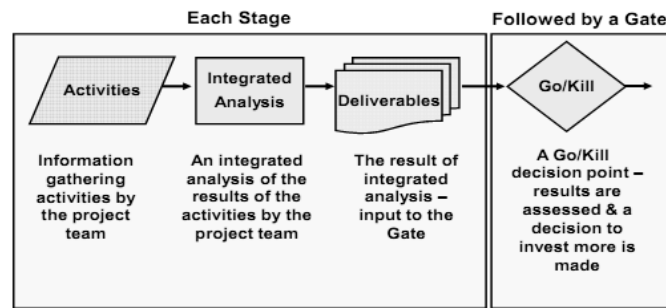 Each Stage
Followed by a Gate
Activities
Integrated
Analysis
Deliverables
Go/Kill
Information
gathering
activities by
the project
team
An integrated
analysis of the
results of the
activities by the
project team
The result of
integrated
analysis –
input to the
Gate
A Go/Kill
decision point –
results are
assessed & a
decision to
invest more is
made